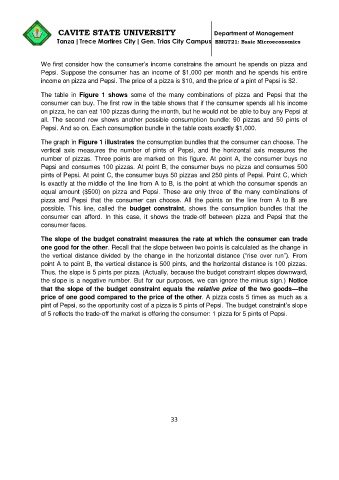 CAVITE STATE UNIVERSITY
Department of Management
Tanza | Trece Martires City | Gen. Trias City Campus
BMGT21: Basic Microeconomics
We first consider how the consumer's income constrains the amount he spends on pizza and
Pepsi. Suppose the consumer has an income of $1,000 per month and he spends his entire
income on pizza and Pepsi. The price of a pizza is $10, and the price of a pint of Pepsi is $2.
The table in Figure 1 shows some of the many combinations of pizza and Pepsi that the
consumer can buy. The first row in the table shows that if the consumer spends all his income
on pizza, he can eat 100 pizzas during the month, but he would not be able to buy any Pepsi at
all. The second row shows another possible consumption bundle: 90 pizzas and 50 pints of
Pepsi. And so on. Each consumption bundle in the table costs exactly $1,000.
The graph in Figure 1 illustrates the consumption bundles that the consumer can choose. The
vertical axis measures the number of pints of Pepsi, and the horizontal axis measures the
number of pizzas. Three points are marked on this figure. At point A, the consumer buys no
Pepsi and consumes 100 pizzas. At point B, the consumer buys no pizza and consumes 500
pints of Pepsi. At point C, the consumer buys 50 pizzas and 250 pints of Pepsi. Point C, which
is exactly at the middle of the line from A to B, is the point at which the consumer spends an
equal amount ($500) on pizza and Pepsi. These are only three of the many combinations of
pizza and Pepsi that the consumer can choose. All the points on the line from A to B are
possible. This line, called the budget constraint, shows the consumption bundles that the
consumer can afford. In this case, it shows the trade-off between pizza and Pepsi that the
consumer faces.
The slope of the budget constraint measures the rate at which the consumer can trade
one good for the other. Recall that the slope between two points is calculated as the change in
the vertical distance divided by the change in the horizontal distance ("rise over run"). From
point A to point B, the vertical distance is 500 pints, and the horizontal distance is 100 pizzas.
Thus, the slope is 5 pints per pizza. (Actually, because the budget constraint slopes downward,
the slope is a negative number. But for our purposes, we can ignore the minus sign.) Notice
that the slope of the budget constraint equals the relative price of the two goods—the
price of one good compared to the price of the other. A pizza costs 5 times as much as a
pint of Pepsi, so the opportunity cost of a pizza is 5 pints of Pepsi. The budget constraint's slope
of 5 reflects the trade-off the market is offering the consumer: 1 pizza for 5 pints of Pepsi.
33